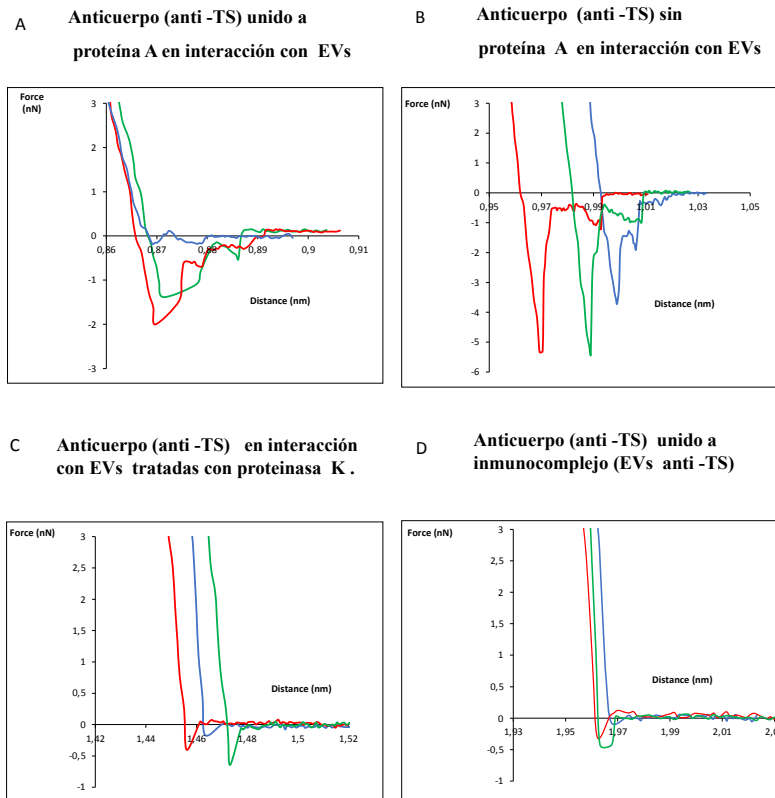 A
Anticuerpo (anti -TS) unido a
proteína A en interacción con EVs
B
Anticuerpo (anti -TS) sin
proteína A en interacción con EVs
Force
(nN)
3
2
1
0
-1
-2
-3
0,86
0,87
0,88
0,89
0,9
0,91
Distance (nm)
Force (nN)
3
2
1
0
-1
-2
-3
-4
-5
-6
0,95
0,97
0,99
1,01
1,03
1,05
Distance (nm)
C
Anticuerpo (anti -TS) en interacción
con EVs tratadas con proteinasa K .
D
Anticuerpo (anti -TS) unido a
inmunocomplejo (EVs anti -TS)
Force (nN)
3
2,5
2
1,5
1
0,5
0
-0,5
-1
1,42
1,44
1,46
1,48
1,5
1,52
Distance (nm)
Force (nN)
3
2,5
2
1,5
1
0,5
0
-0,5
-1
1,93
1,95
1,97
1,99
2,01
Distance (nm)